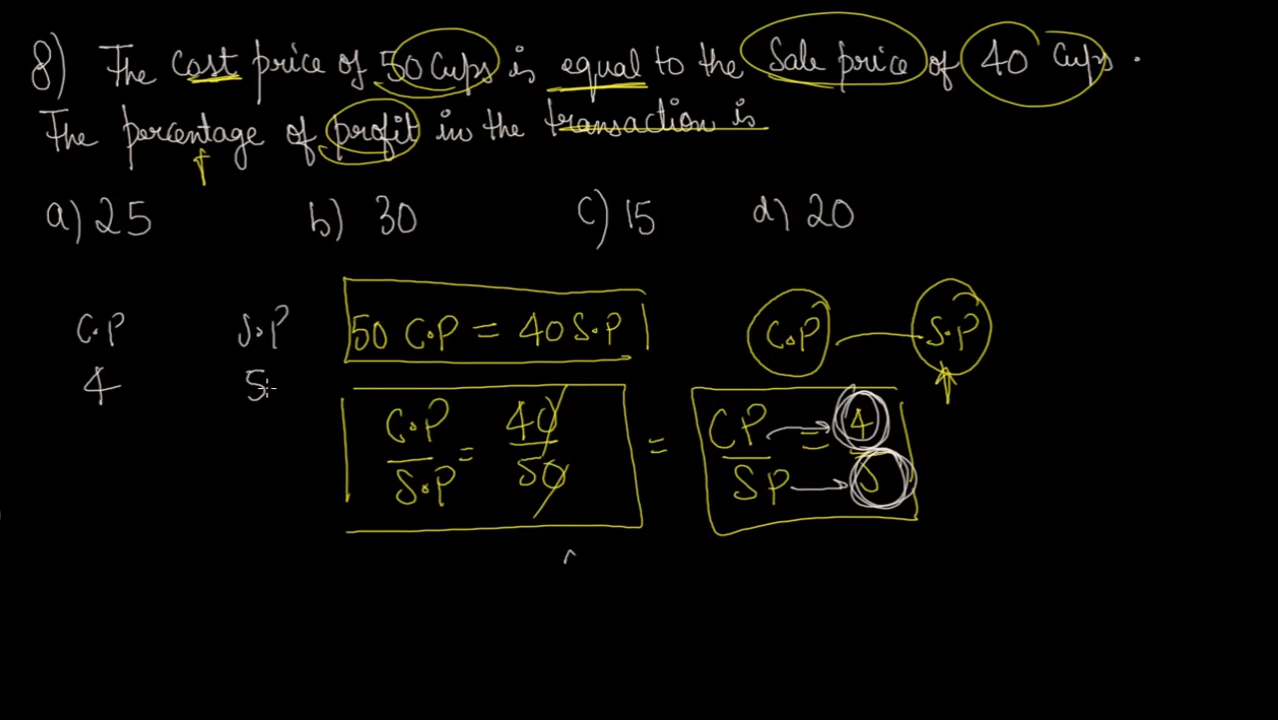 8) The cost price of 50 Cups is equal to the Sale price of 40 Cups.
The percentage of profit in the transaction is
a) 25 b) 30 c) 15 d) 20
C.P S.P 50 C.P = 40 S.P C.P S.P
4 5 C.P/S.P = 40/50 = CP/SP = 4/5